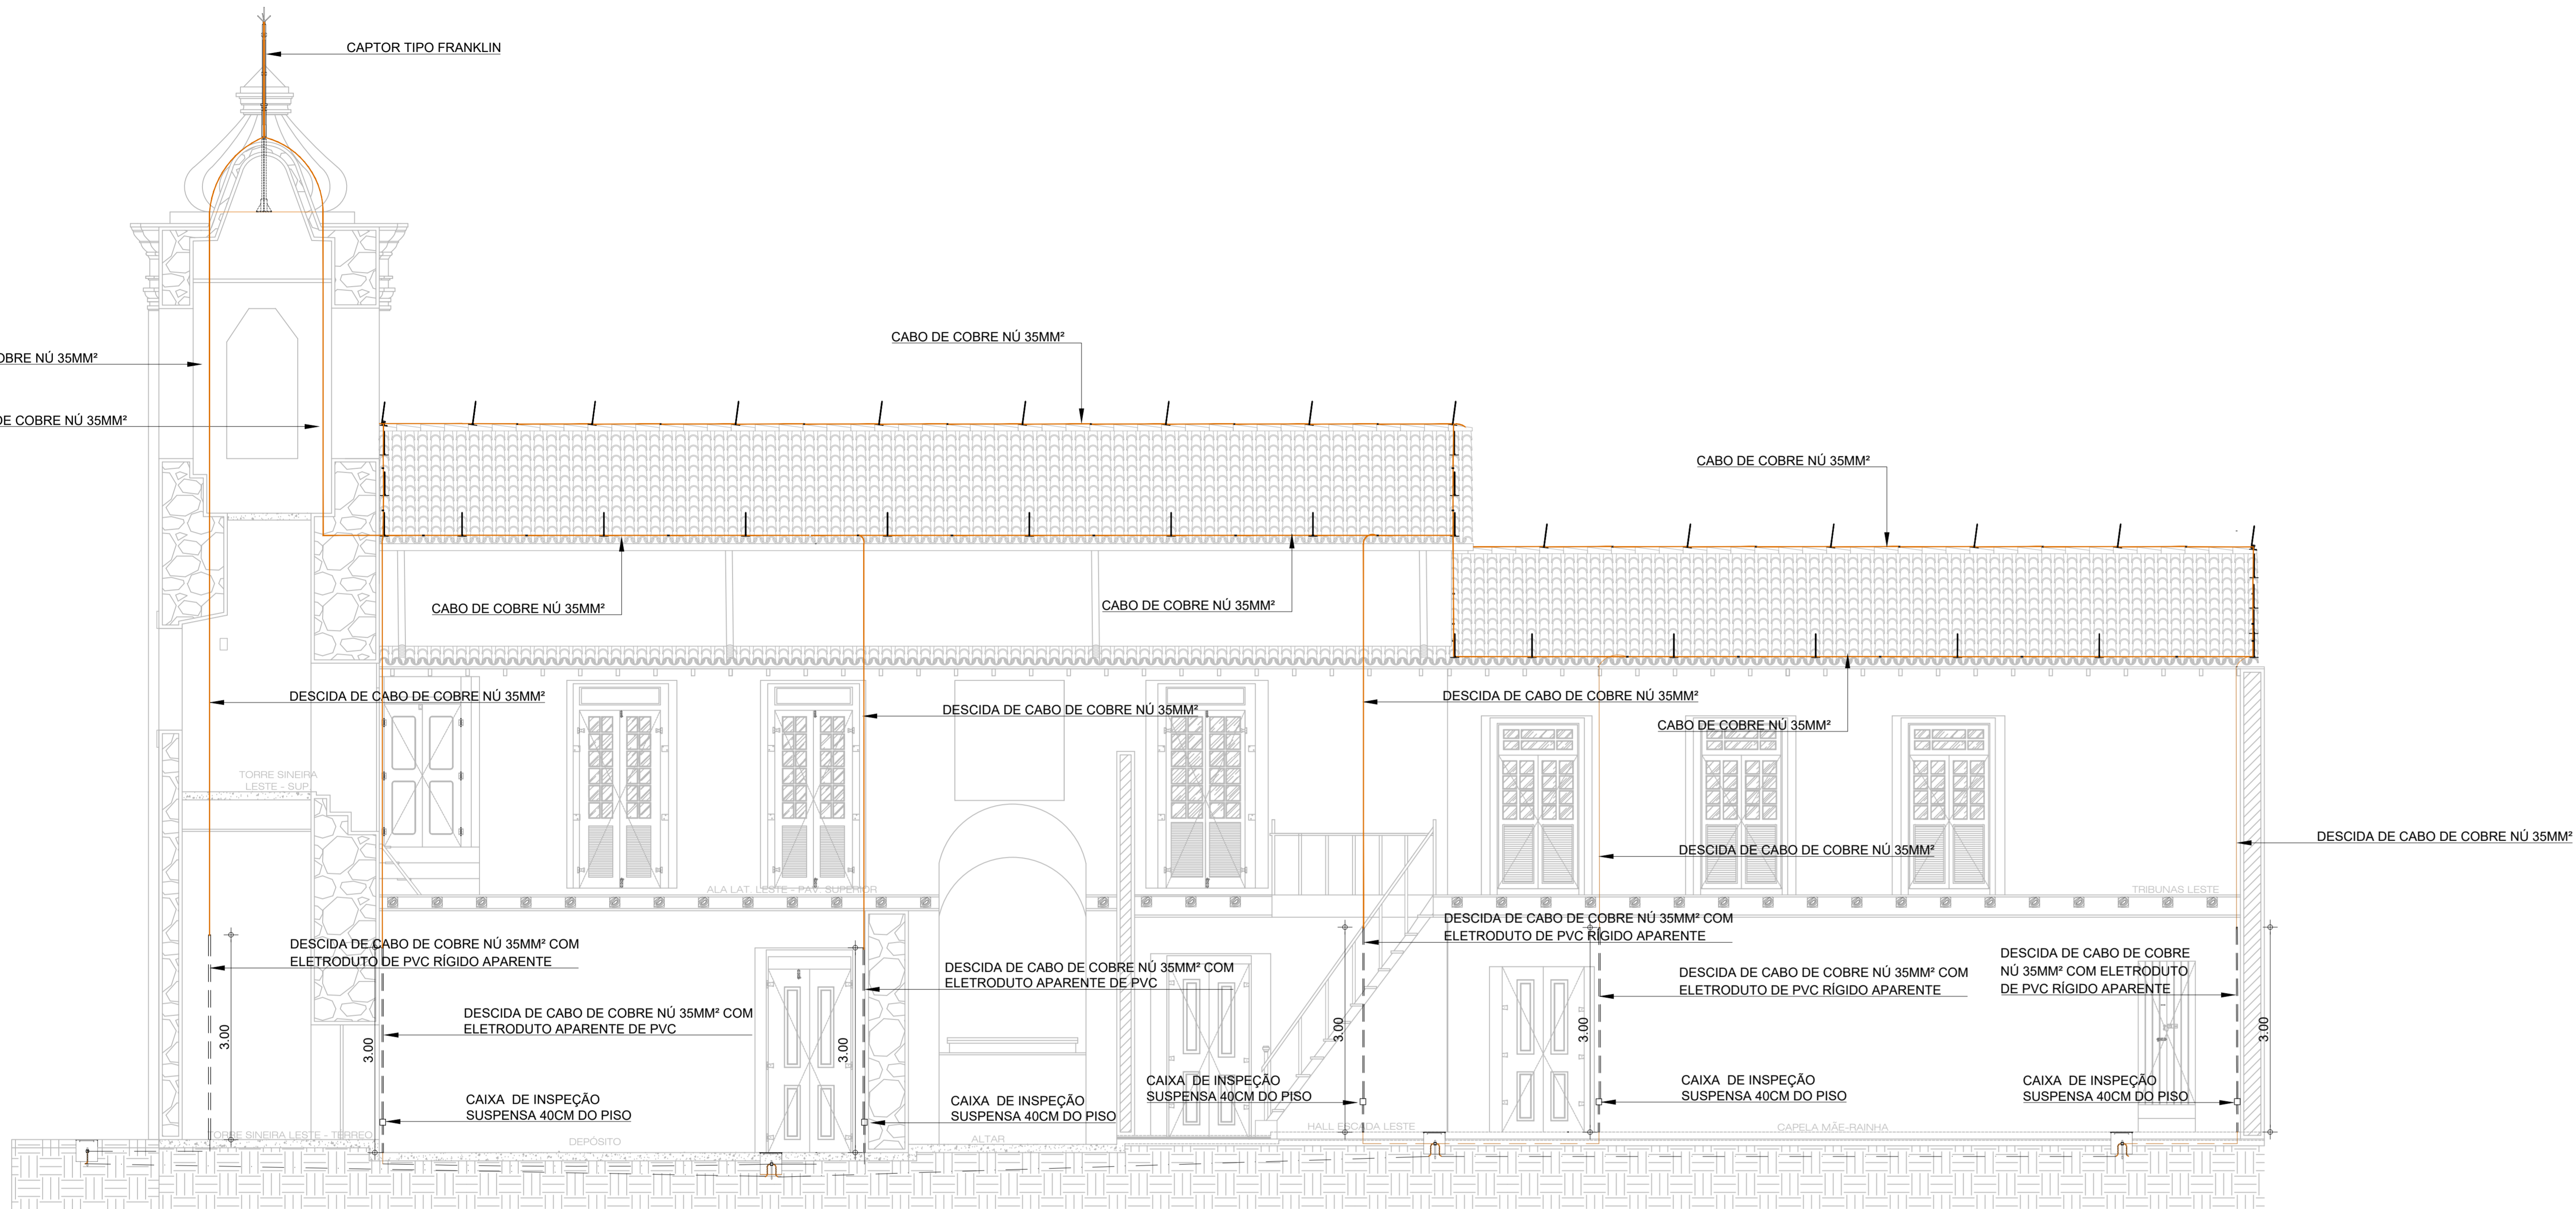 CAPTOR TIPO FRANKLIN
CABO DE COBRE NÚ 35MM²
OBRE NÚ 35MM²
DE COBRE NÚ 35MM²
CABO DE COBRE NÚ 35MM²
CABO DE COBRE NÚ 35MM²
CABO DE COBRE NÚ 35MM²
DESCIDA DE CABO DE COBRE NÚ 35MM²
DESCIDA DE CABO DE COBRE NÚ 35MM²
DESCIDA DE CABO DE COBRE NÚ 35MM²
CABO DE COBRE NÚ 35MM²
TORRE SINEIRA
LESTE - SUP
DESCIDA DE CABO DE COBRE NÚ 35MM²
DESCIDA DE CABO DE COBRE NÚ 35MM²
ALA LAT. LESTE - PAV. SUPERIOR
TRIBUNAS LESTE
DESCIDA DE CABO DE COBRE NÚ 35MM² COM
ELETRODUTO DE PVC RÍGIDO APARENTE
DESCIDA DE CABO DE COBRE NÚ 35MM² COM
ELETRODUTO DE PVC RÍGIDO APARENTE
DESCIDA DE CABO DE COBRE
NÚ 35MM² COM ELETRODUTO
DE PVC RÍGIDO APARENTE
DESCIDA DE CABO DE COBRE NÚ 35MM² COM
ELETRODUTO APARENTE DE PVC
DESCIDA DE CABO DE COBRE NÚ 35MM² COM
ELETRODUTO DE PVC RÍGIDO APARENTE
DESCIDA DE CABO DE COBRE NÚ 35MM² COM
ELETRODUTO APARENTE DE PVC
3.00
3.00
3.00
3.00
3.00
3.00
CAIXA DE INSPEÇÃO
SUSPENSA 40CM DO PISO
CAIXA DE INSPEÇÃO
SUSPENSA 40CM DO PISO
CAIXA DE INSPEÇÃO
SUSPENSA 40CM DO PISO
CAIXA DE INSPEÇÃO
SUSPENSA 40CM DO PISO
CAIXA DE INSPEÇÃO
SUSPENSA 40CM DO PISO
TORRE SINEIRA LESTE - TÉRREO
DEPÓSITO
ALTAR
HALL ESCADA LESTE
CAPELA MÃE-RAINHA